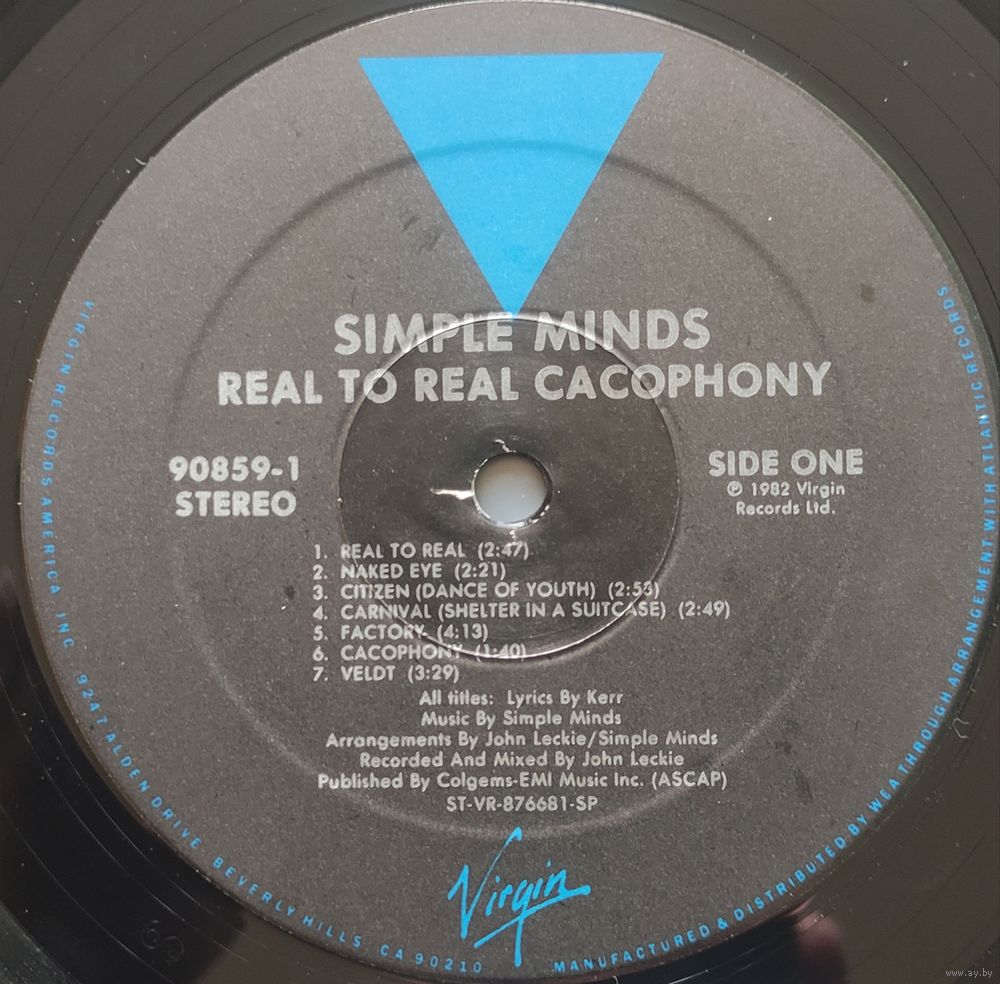 SIMPLE MINDS
REAL TO REAL CACOPHONY
90859-1
STEREO
SIDE ONE
℗ 1982 Virgin
Records Ltd.
1. REAL TO REAL (2:47)
2. NAKED EYE (2:21)
3. CITIZEN (DANCE OF YOUTH) (2:53)
4. CARNIVAL (SHELTER IN A SUITCASE) (2:49)
5. FACTORY (4:13)
6. CACOPHONY (1:40)
7. VELDT (3:29)
All titles: Lyrics By Kerr
Music By Simple Minds
Arrangements By John Leckie/Simple Minds
Recorded And Mixed By John Leckie
Published By Colgems-EMI Music Inc. (ASCAP)
ST-VR-876681-SP
Virgin
VIRGIN RECORDS AMERICA, INC. 9247 ALDEN DRIVE BEVERLY HILLS CA 90210
MANUFACTURED & DISTRIBUTED BY WEA THROUGH ARRANGEMENT WITH ATLANTIC RECORDS
www.ay.by